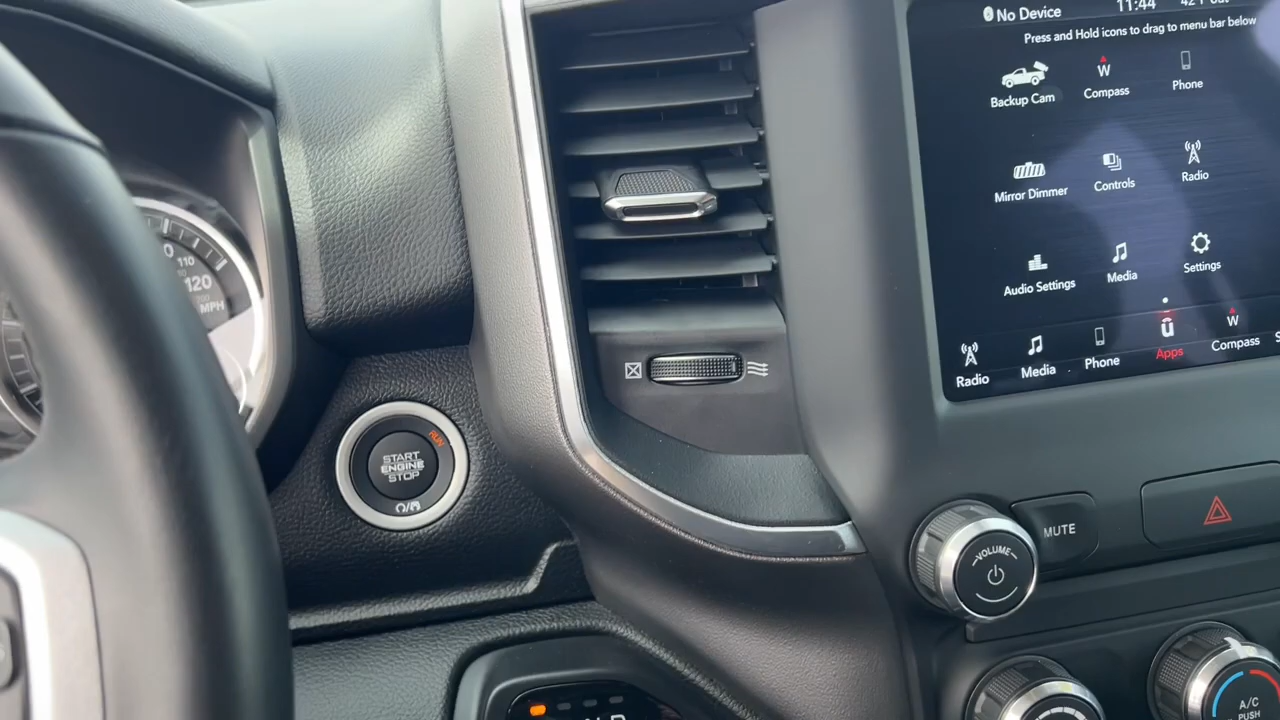 No Device
11:44
Press and Hold icons to drag to menu bar below
Backup Cam
W
Compass
Phone
Mirror Dimmer
Controls
Radio
Audio Settings
Media
Settings
Radio
Media
Phone
Apps
W
Compass
110
120
MPH
RUN
START
ENGINE
STOP
MUTE
VOLUME
A/C
PUSH